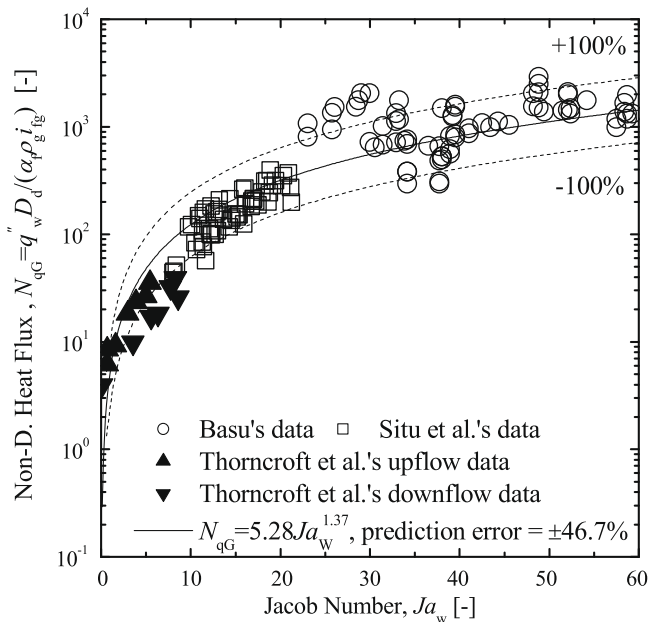 10^4
10^3
10^2
10^1
10^0
10^-1
Non-D. Heat Flux , N_qG=q"_w D_d/(α_f ρ_g i_fg) [-]
+100%
-100%
○ Basu's data □ Situ et al.'s data
▲ Thorncroft et al.'s upflow data
▼ Thorncroft et al.'s downflow data
N_qG=5.28Ja_W^1.37, prediction error = ±46.7%
0 10 20 30 40 50 60
Jacob Number, Ja_w [-]